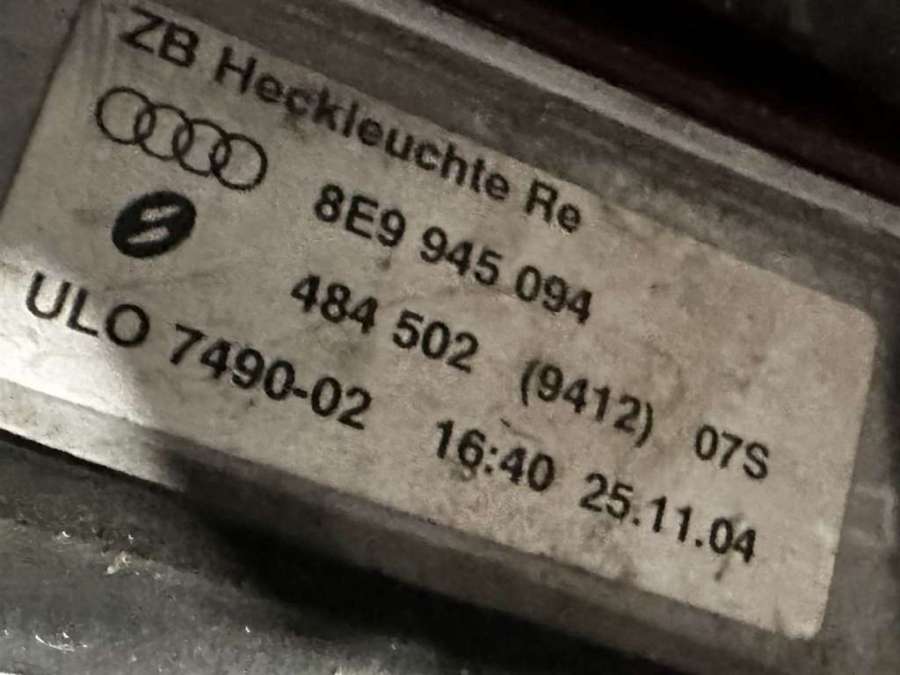 ZB Heckleuchte Re
8E9 945 094
484 502 (9412) 07S
ULO 7490-02 16:40 25.11.04